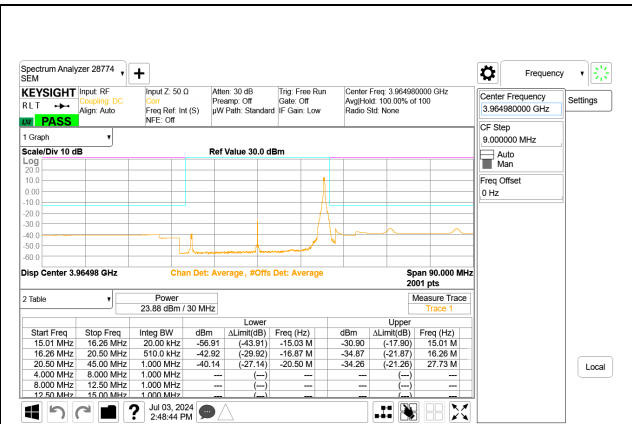 Spectrum Analyzer 28774
SEM
Frequency
KEYSIGHT
RLT
LXI PASS
Input: RF
Coupling: DC
Align: Auto
Input Z: 50 Ω
Corr
Freq Ref: Int (S)
NFE: Off
Atten: 30 dB
Preamp: Off
µW Path: Standard
Trig: Free Run
Gate: Off
IF Gain: Low
Center Freq: 3.964980000 GHz
Avg|Hold: 100.00% of 100
Radio Std: None
Center Frequency
3.964980000 GHz
Settings
CF Step
9.000000 MHz
Auto
Man
Freq Offset
0 Hz
Local
1 Graph
Scale/Div 10 dB
Ref Value 30.0 dBm
Log
20.0
10.0
0.00
-10.0
-20.0
-30.0
-40.0
-50.0
-60.0
Disp Center 3.96498 GHz
Chan Det: Average, #Offs Det: Average
Span 90.000 MHz
2001 pts
2 Table
Power
23.88 dBm / 30 MHz
Measure Trace
Trace 1
Lower Upper
Start Freq Stop Freq Integ BW dBm ΔLimit(dB) Freq (Hz) dBm ΔLimit(dB) Freq (Hz)
15.01 MHz 16.26 MHz 20.00 kHz -56.91 (-43.91) -15.03 M -30.90 (-17.90) 15.01 M
16.26 MHz 20.50 MHz 510.0 kHz -42.92 (-29.92) -16.87 M -34.87 (-21.87) 16.26 M
20.50 MHz 45.00 MHz 1.000 MHz -40.14 (-27.14) -20.50 M -34.26 (-21.26) 27.73 M
4.000 MHz 8.000 MHz 1.000 MHz --- (---) --- --- (---) ---
8.000 MHz 12.50 MHz 1.000 MHz --- (---) --- --- (---) ---
12.50 MHz 15.00 MHz 1.000 MHz --- (---) --- --- (---) ---
?
Jul 03, 2024
2:48:44 PM